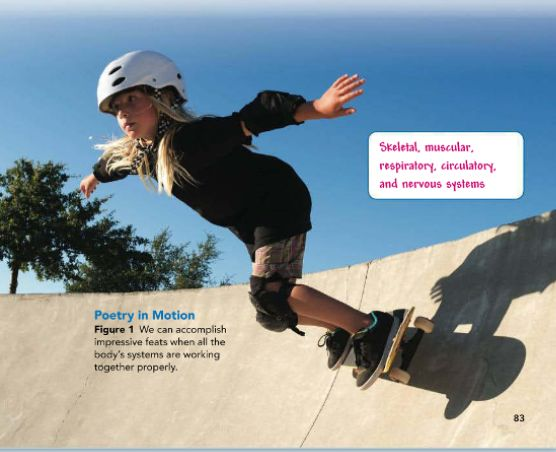 Skeletal, muscular,
respiratory, circulatory,
and nervous systems
Poetry in Motion
Figure 1 We can accomplish
impressive feats when all the
body's systems are working
together properly.
83